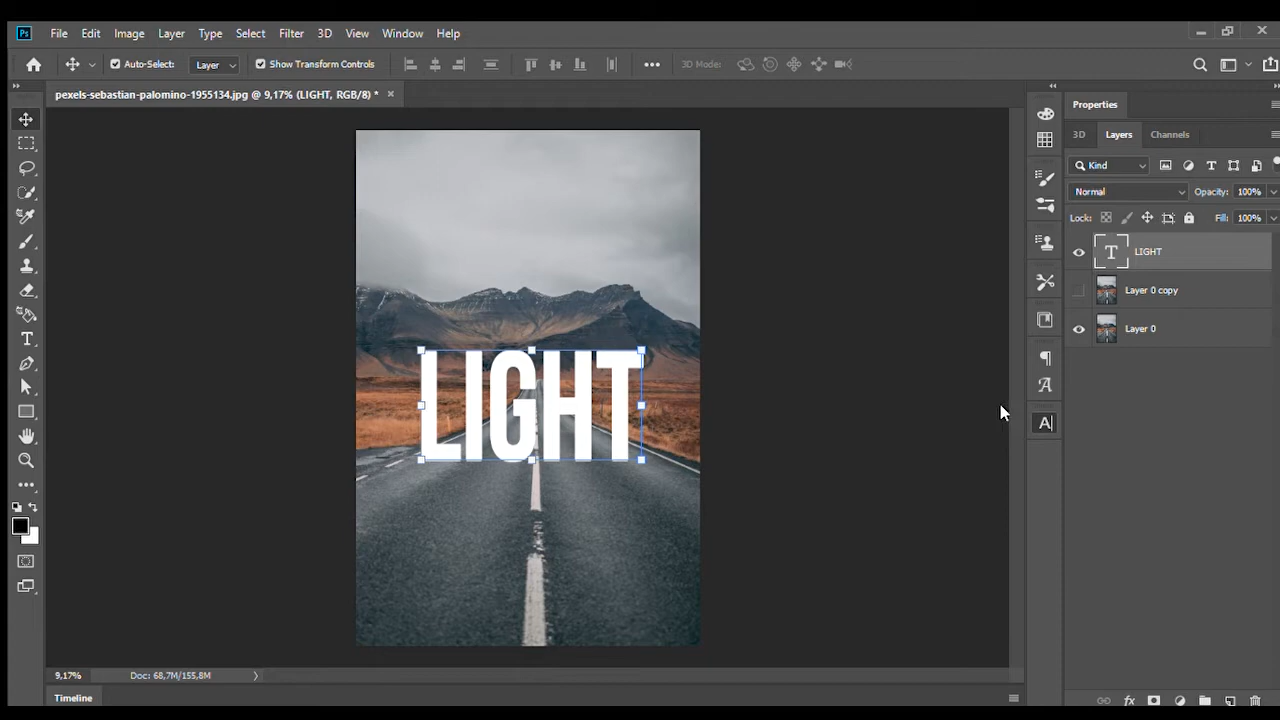 Ps File Edit Image Layer Type Select Filter 3D View Window Help
Auto-Select: Layer Show Transform Controls 3D Mode:
pexels-sebastian-palomino-1955134.jpg @ 9,17% (LIGHT, RGB/8) *
Properties
3D Layers Channels
Kind
Normal Opacity: 100%
Lock: Fill: 100%
T LIGHT
Layer 0 copy
Layer 0
LIGHT
9,17% Doc: 68,7M/155,8M
Timeline